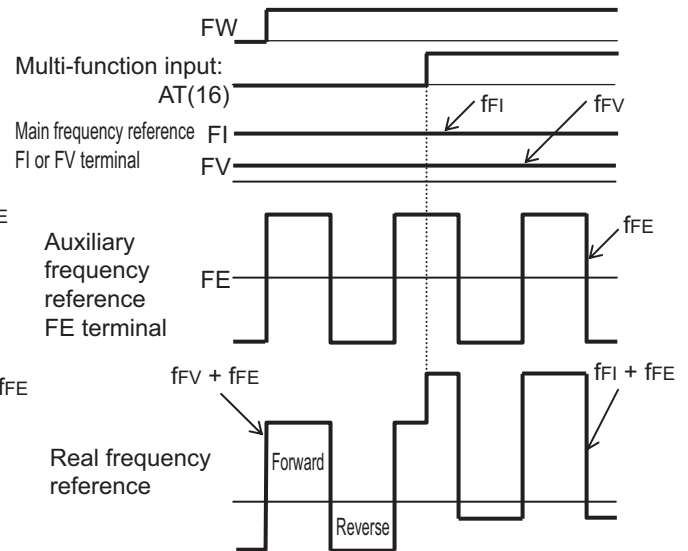 FW
Multi-function input:
AT(16)
fFI
fFV
Main frequency reference FI
FI or FV terminal
FV
E
Auxiliary
frequency
reference
FE terminal
FE
fFE
fFE
fFV + fFE
fFI + fFE
Real frequency
reference
Forward
Reverse